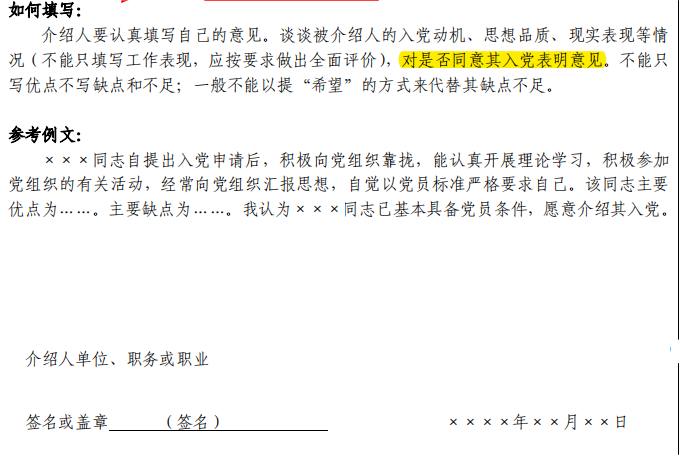 如何填写：
介绍人要认真填写自己的意见。谈谈被介绍人的入党动机、思想品质、现实表现等情
况（不能只填写工作表现，应按要求做出全面评价），对是否同意其入党表明意见。不能只
写优点不写缺点和不足；一般不能以提“希望”的方式来代替其缺点不足。
参考例文：
×××同志自提出入党申请后，积极向党组织靠拢，能认真开展理论学习，积极参加
党组织的有关活动，经常向党组织汇报思想，自觉以党员标准严格要求自己。该同志主要
优点为……。主要缺点为……。我认为×××同志已基本具备党员条件，愿意介绍其入党。
介绍人单位、职务或职业
签名或盖章　　　（签名）　　　　　　　××××年××月××日